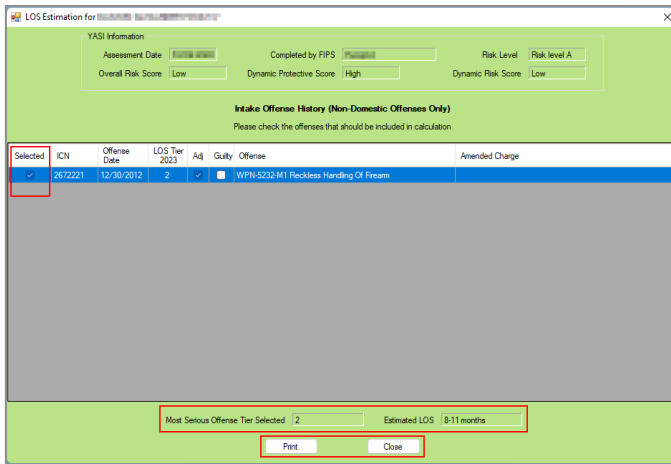 LOS Estimation for
YASI Information
Assessment Date Completed by FIPS Risk Level Risk level A
Overall Risk Score Low Dynamic Protective Score High Dynamic Risk Score Low
Intake Offense History (Non-Domestic Offenses Only)
Please check the offenses that should be included in calculation
Selected ICN Offense Date LOS Tier 2023 Adj Guilty Offense Amended Charge
2672221 12/30/2012 2 WPN-5232-M1 Reckless Handling Of Firearm
Most Serious Offense Tier Selected 2 Estimated LOS 8-11 months
Print Close